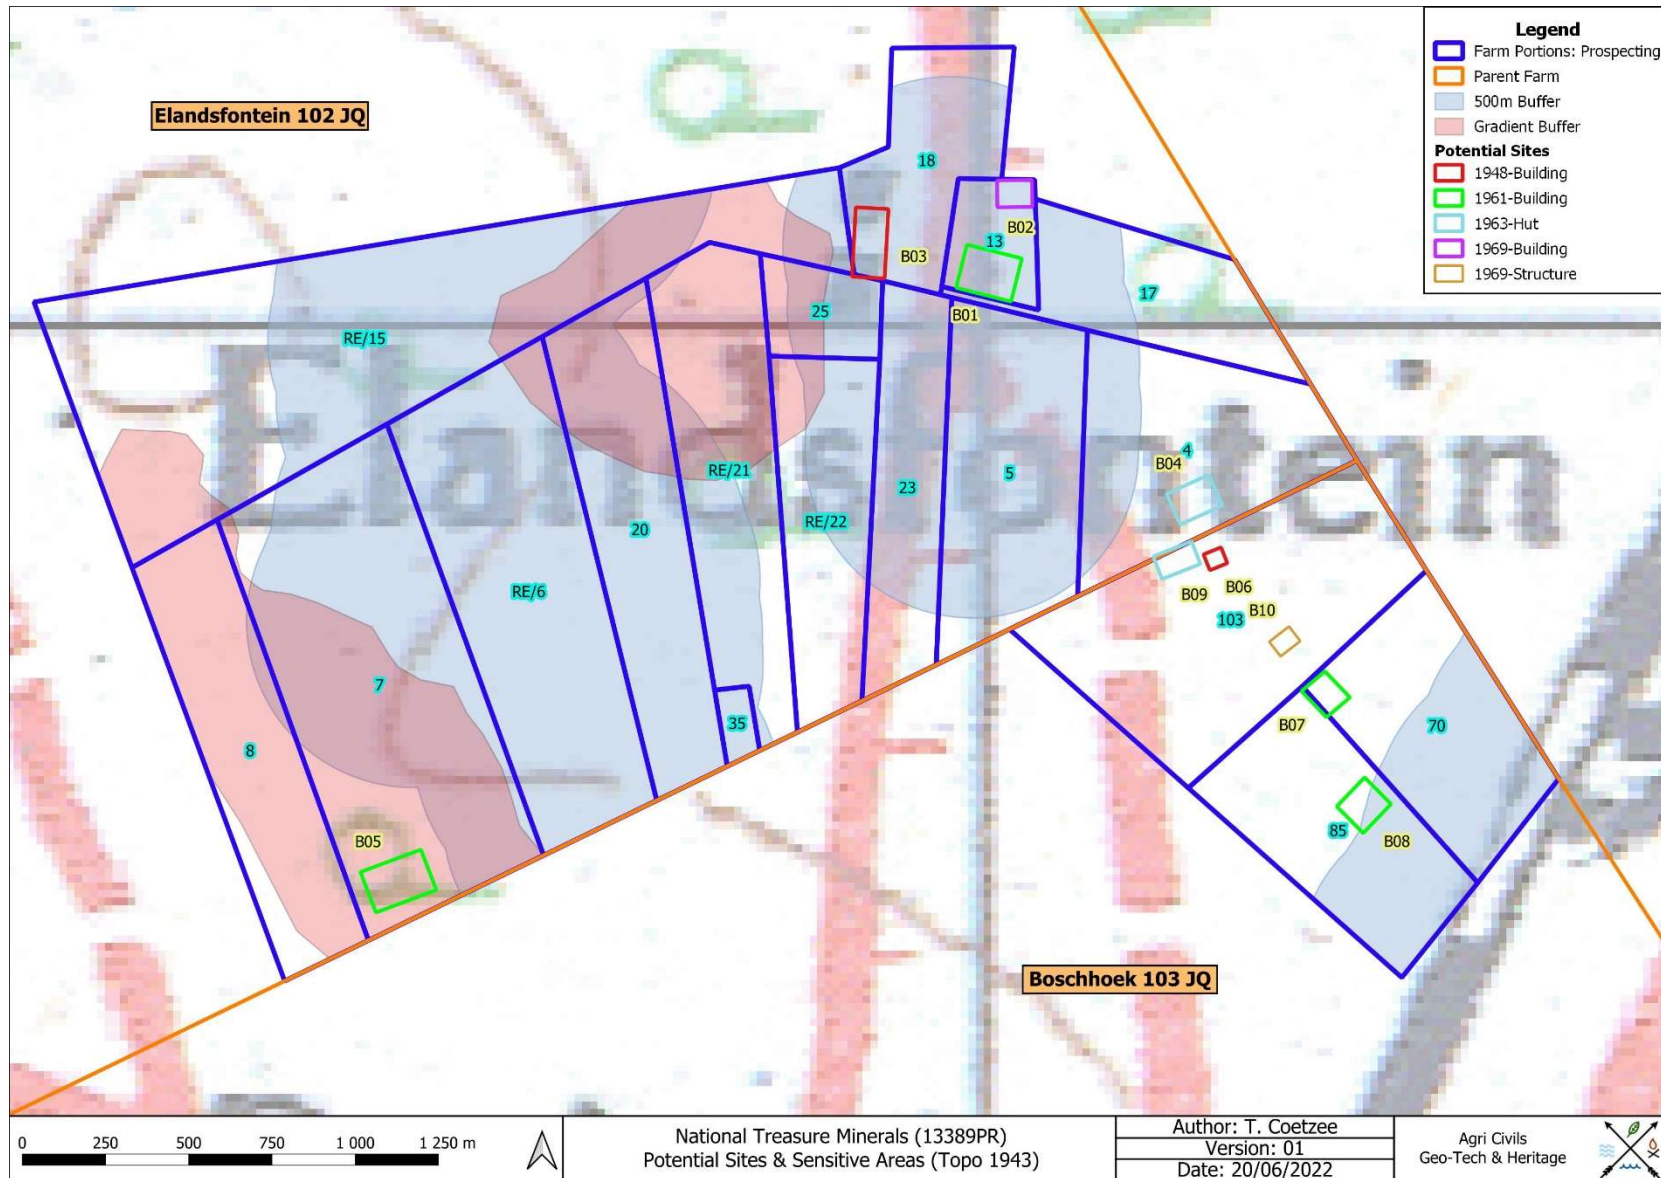 Elandsfontein 102 JQ
Legend
Farm Portions: Prospecting
Parent Farm
500m Buffer
Gradient Buffer
Potential Sites
1948-Building
1961-Building
1963-Hut
1969-Building
1969-Structure
18
B02
13
B03
17
25
B01
RE/15
Elandsfontein
4
B04
RE/21
5
23
RE/22
20
RE/6
B06
B09
B10
103
7
35
B07
70
8
85
B08
B05
Boschhoek 103 JQ
0 250 500 750 1 000 1 250 m
National Treasure Minerals (13389PR)
Potential Sites & Sensitive Areas (Topo 1943)
Author: T. Coetzee
Version: 01
Date: 20/06/2022
Agri Civils
Geo-Tech & Heritage